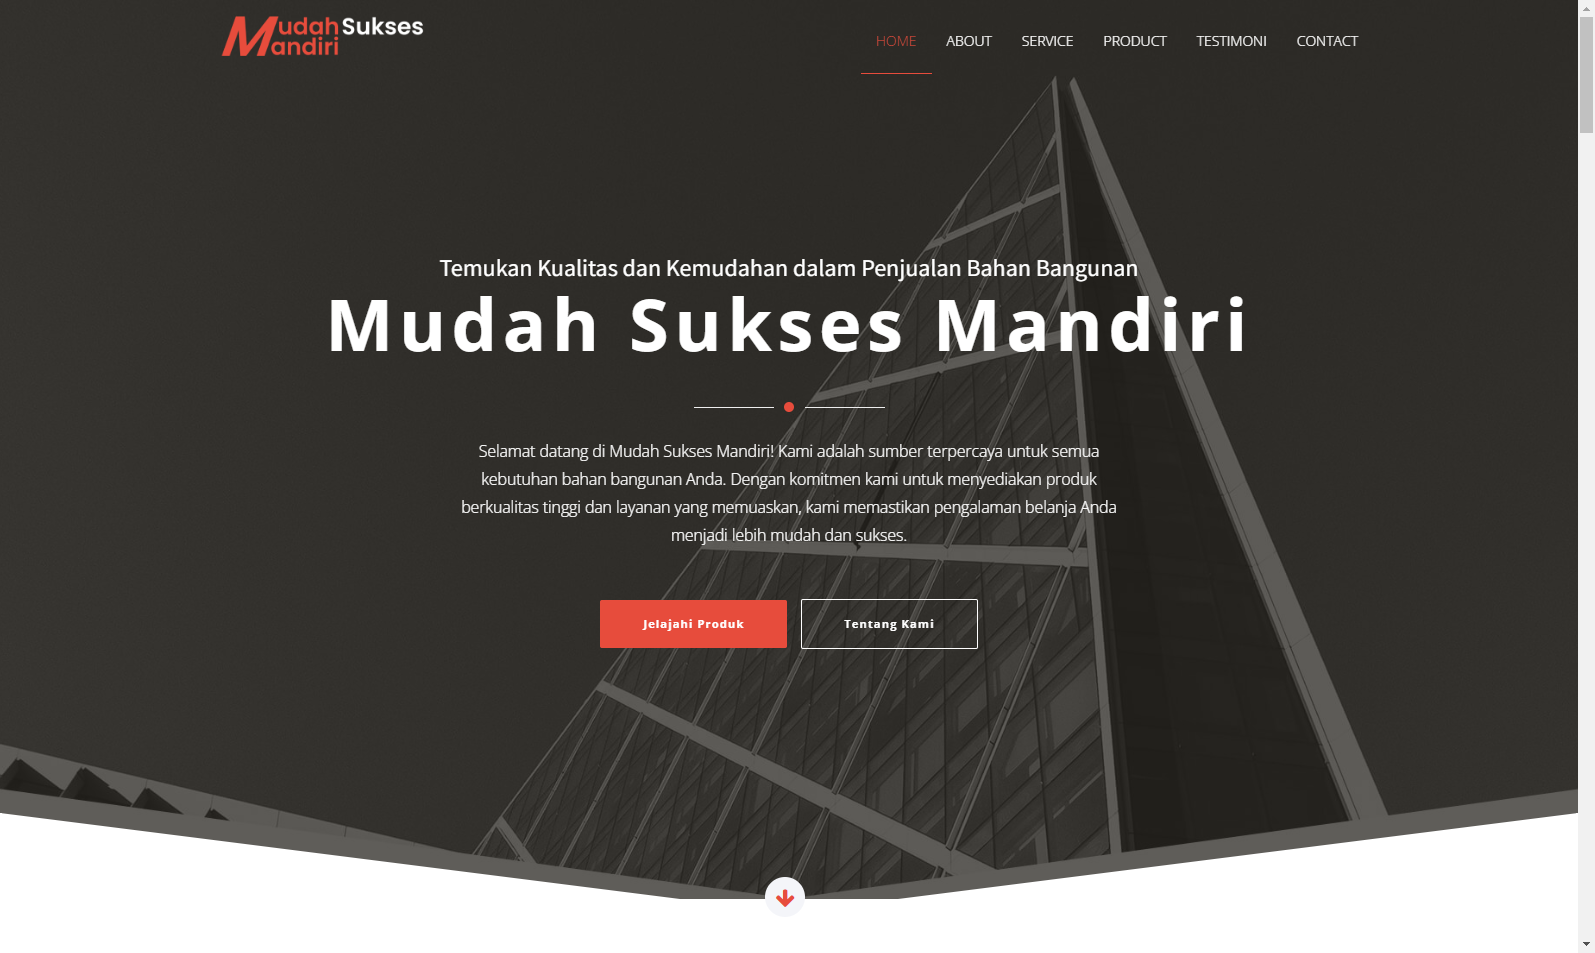 Mudah Sukses
Mandiri
HOME ABOUT SERVICE PRODUCT TESTIMONI CONTACT
Temukan Kualitas dan Kemudahan dalam Penjualan Bahan Bangunan
Mudah Sukses Mandiri
Selamat datang di Mudah Sukses Mandiri! Kami adalah sumber terpercaya untuk semua
kebutuhan bahan bangunan Anda. Dengan komitmen kami untuk menyediakan produk
berkualitas tinggi dan layanan yang memuaskan, kami memastikan pengalaman belanja Anda
menjadi lebih mudah dan sukses.
Jelajahi Produk Tentang Kami